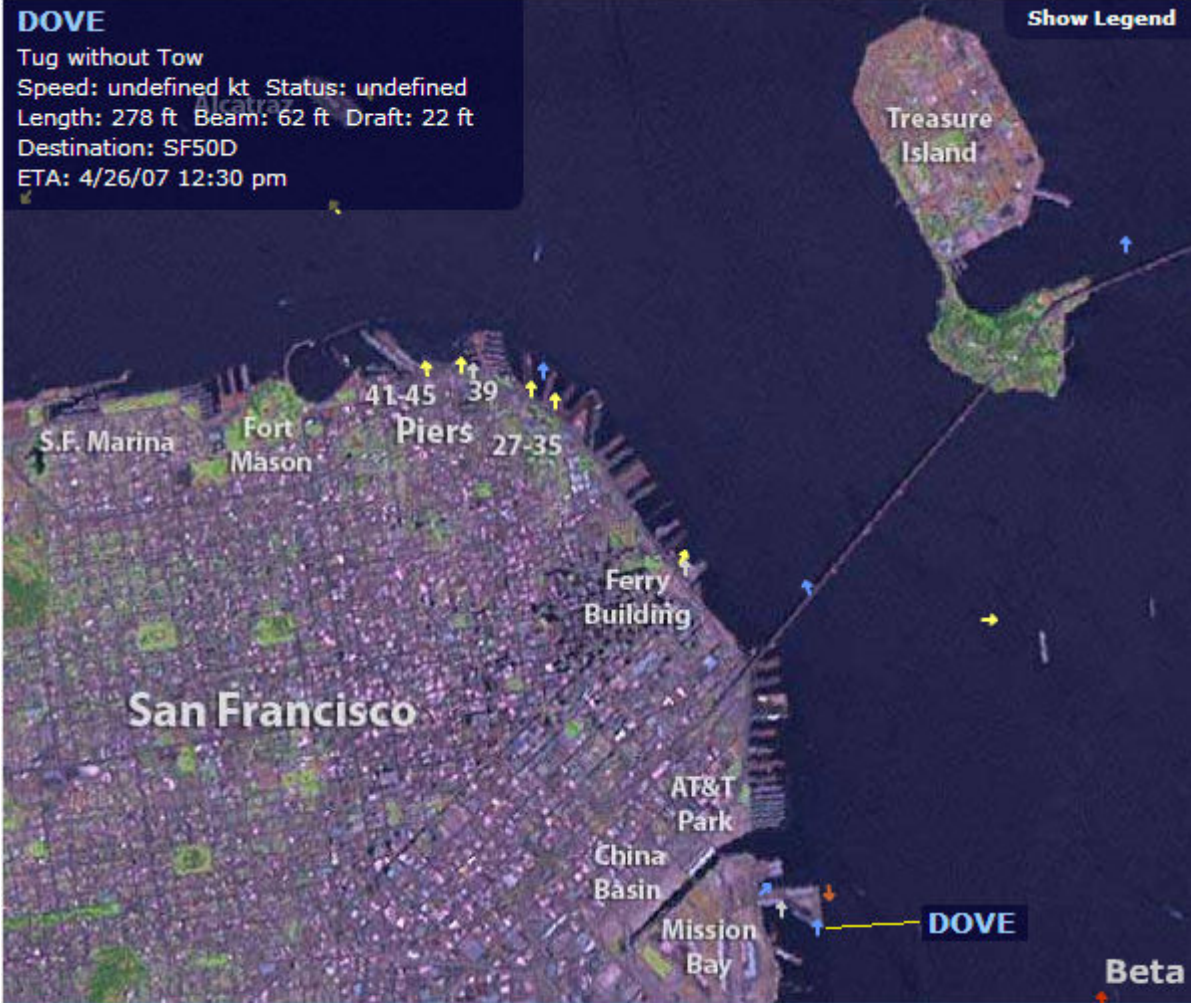 DOVE
Tug without Tow
Speed: undefined kt Status: undefined
Length: 278 ft Beam: 62 ft Draft: 22 ft
Destination: SF50D
ETA: 4/26/07 12:30 pm
Alcatraz
Show Legend
Treasure
Island
41-45
39
Piers
27-35
S.F. Marina
Fort
Mason
Ferry
Building
San Francisco
AT&T
Park
China
Basin
Mission
Bay
DOVE
Beta